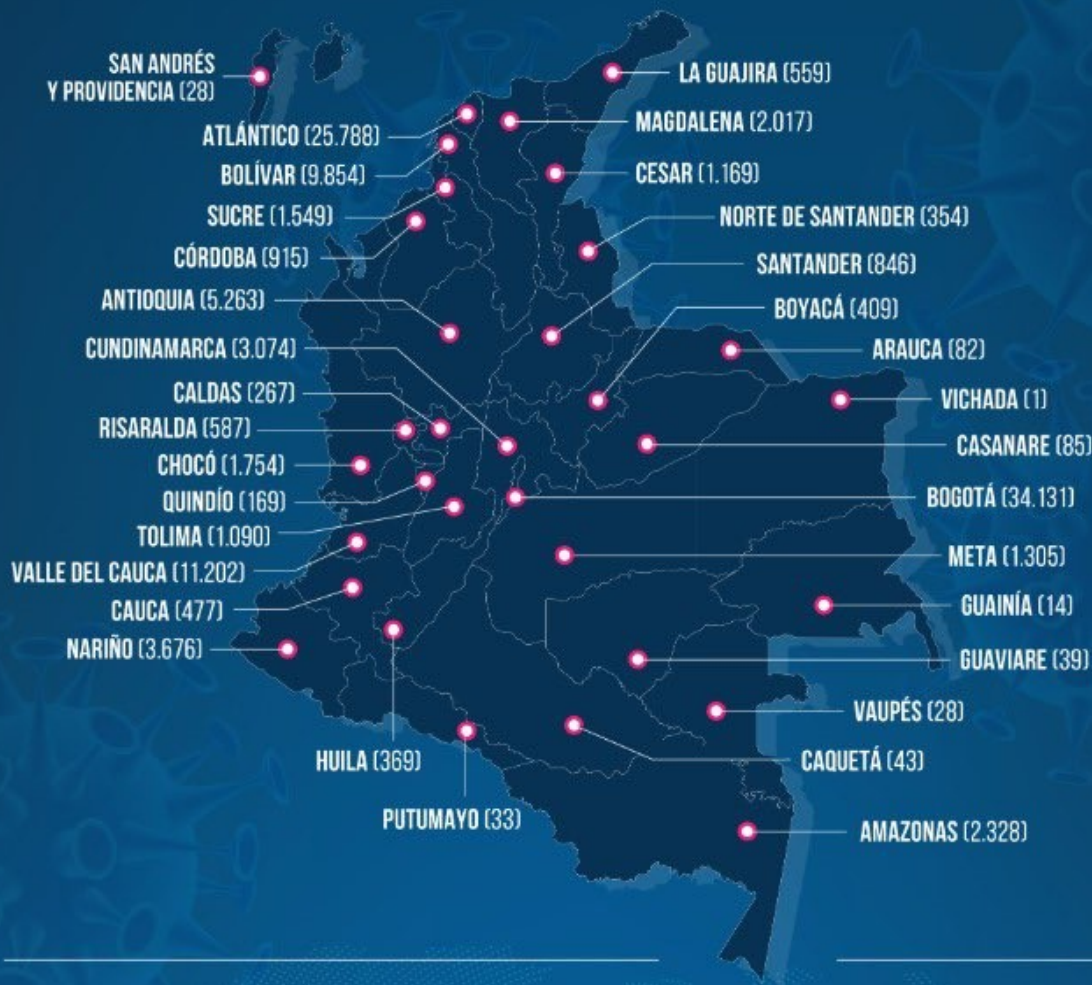 SAN ANDRÉS
Y PROVIDENCIA (28)
ATLÁNTICO (25.788)
BOLÍVAR (9.854)
SUCRE (1.549)
CÓRDOBA (915)
ANTIOQUIA (5.263)
CUNDINAMARCA (3.074)
CALDAS (267)
RISARALDA (587)
CHOCÓ (1.754)
QUINDÍO (169)
TOLIMA (1.090)
VALLE DEL CAUCA (11.202)
CAUCA (477)
NARIÑO (3.676)
HUILA (369)
PUTUMAYO (33)
LA GUAJIRA (559)
MAGDALENA (2.017)
CESAR (1.169)
NORTE DE SANTANDER (354)
SANTANDER (846)
BOYACÁ (409)
ARAUCA (82)
VICHADA (1)
CASANARE (85)
BOGOTÁ (34.131)
META (1.305)
GUAINÍA (14)
GUAVIARE (39)
VAUPÉS (28)
CAQUETÁ (43)
AMAZONAS (2.328)